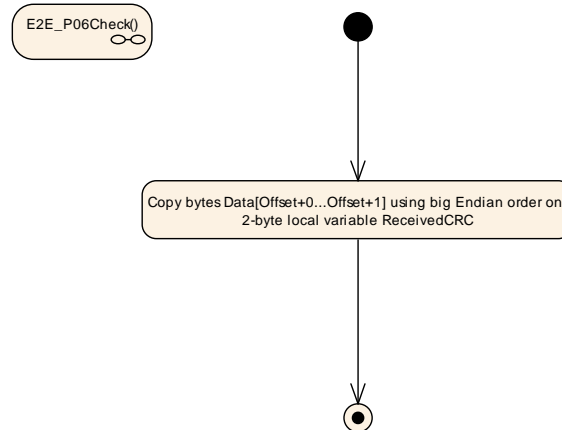 E2E_P06Check()
Copy bytes Data[Offset+0...Offset+1] using big Endian order on
2-byte local variable ReceivedCRC